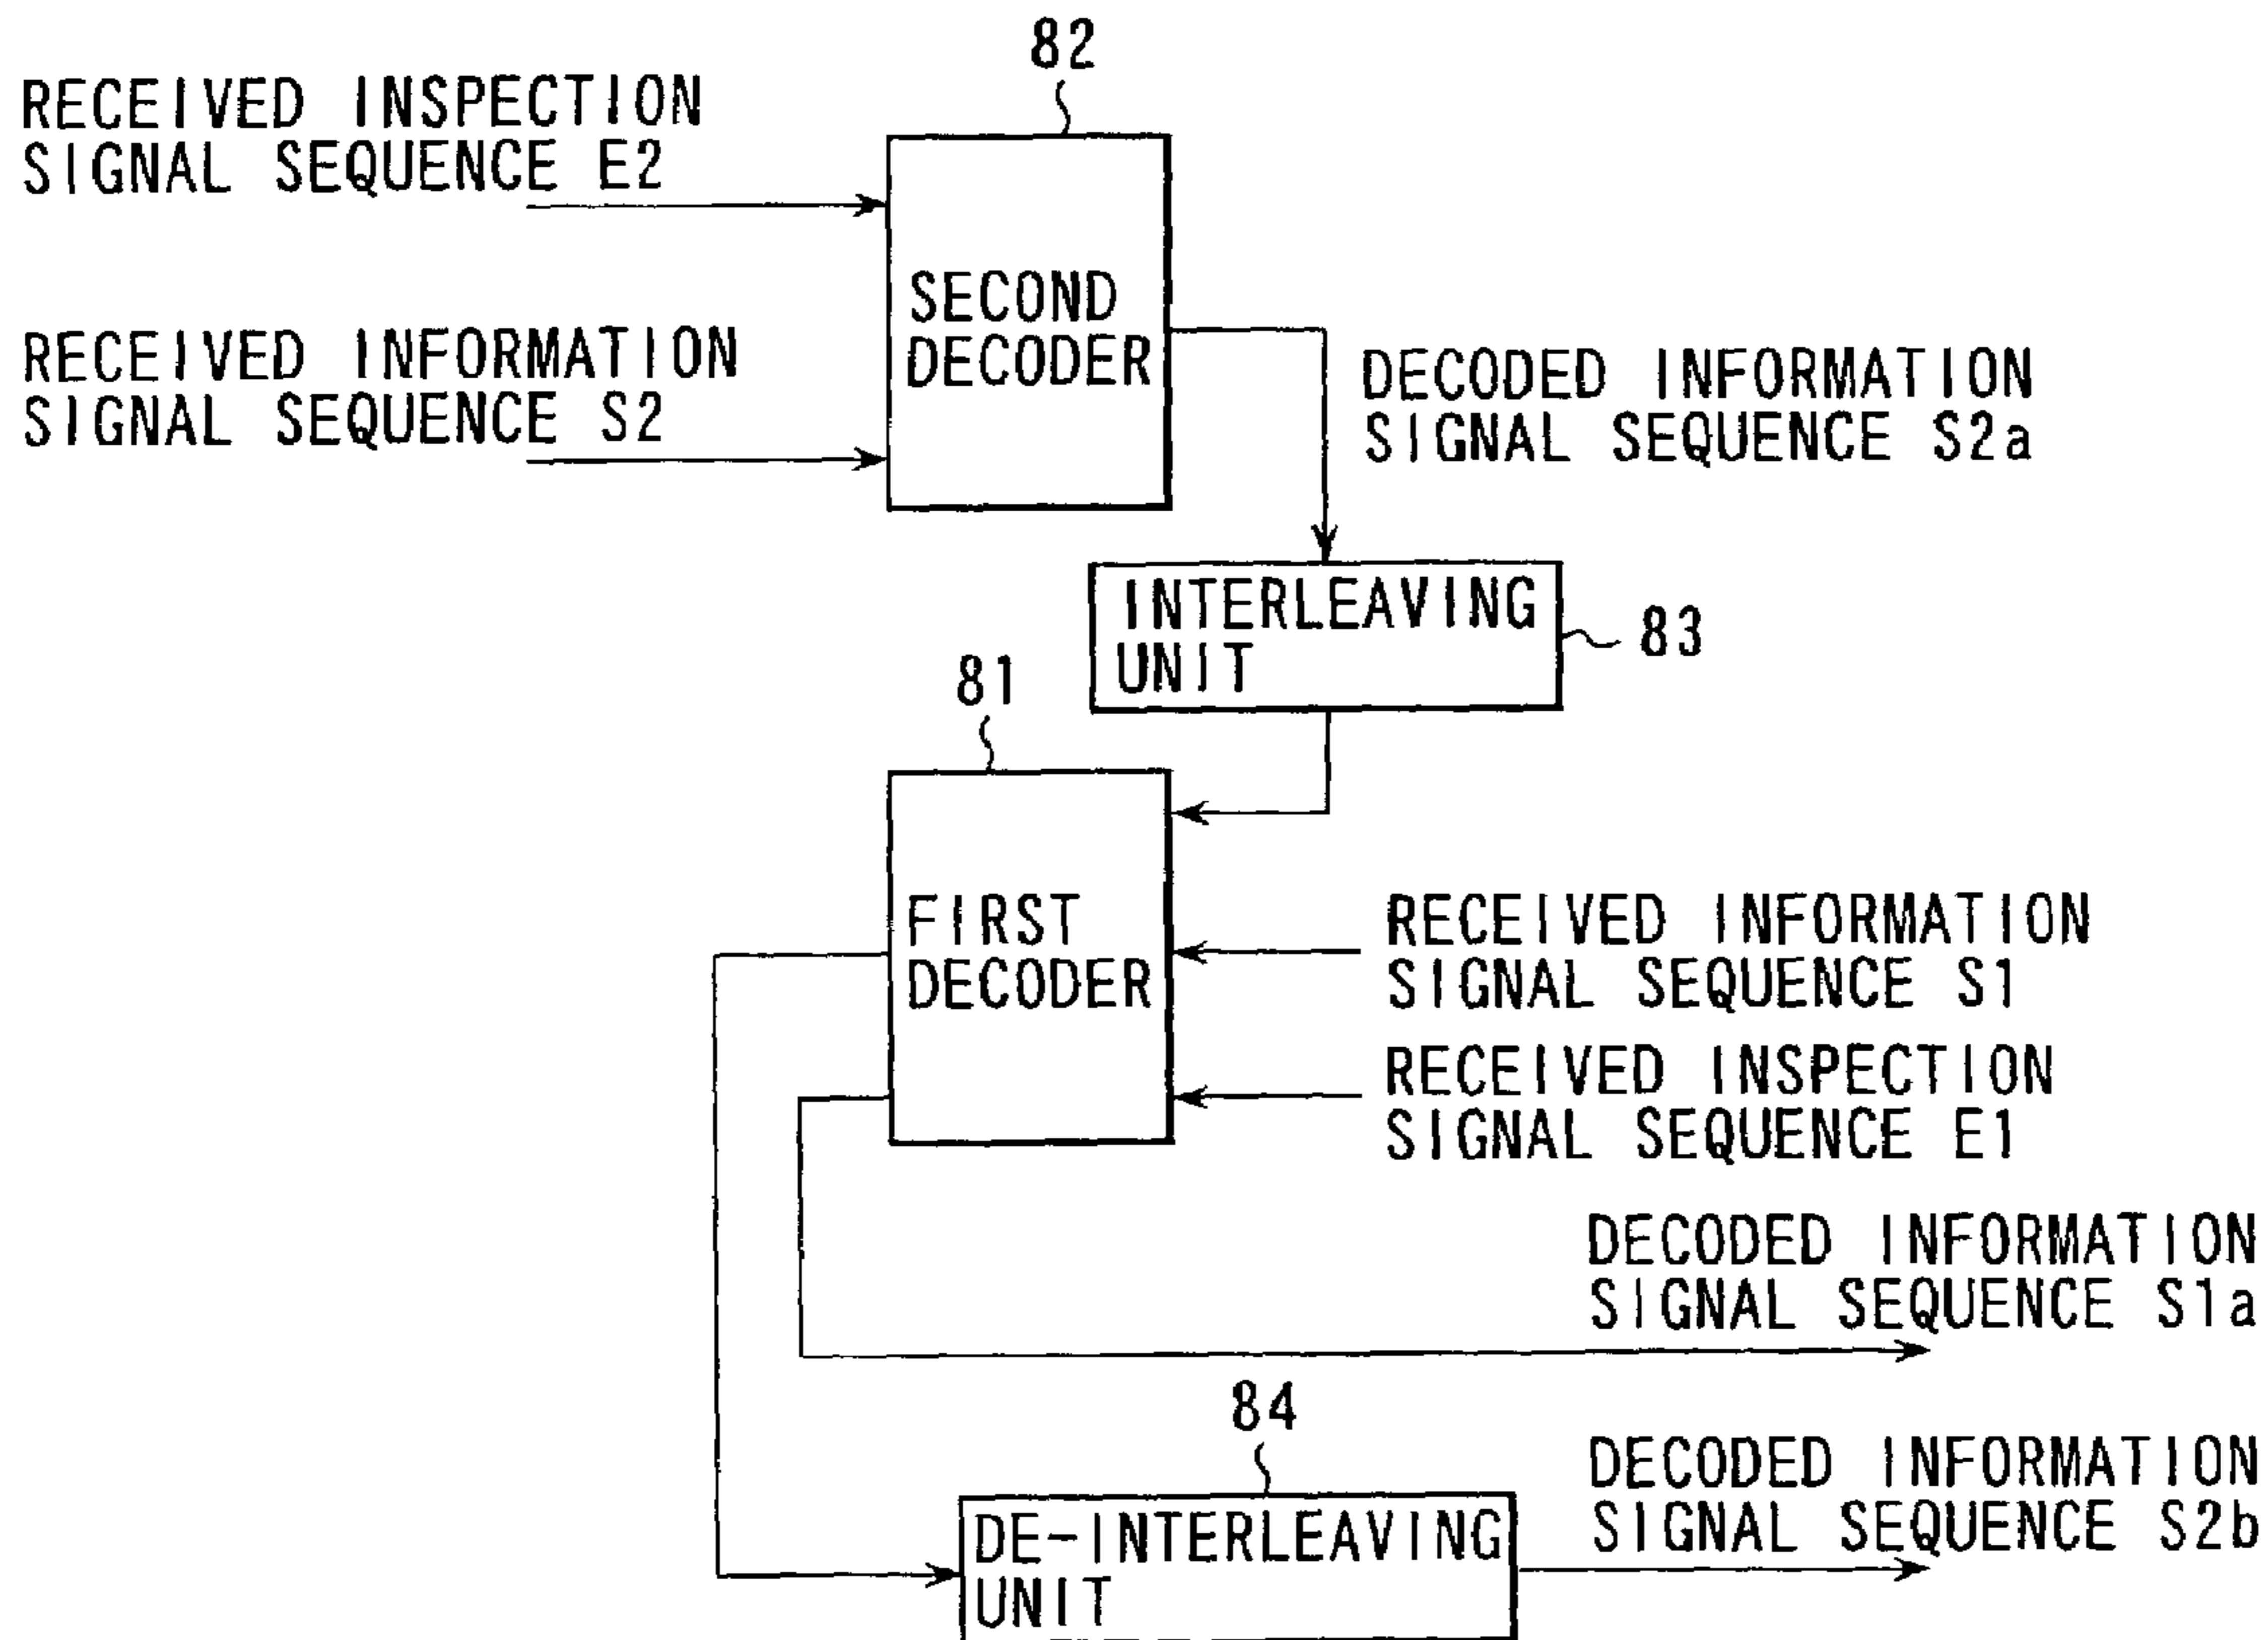 82
RECEIVED INSPECTION
SIGNAL SEQUENCE E2
SECOND
DECODER
RECEIVED INFORMATION
SIGNAL SEQUENCE S2
DECODED INFORMATION
SIGNAL SEQUENCE S2a
INTERLEAVING
UNIT
83
81
FIRST
DECODER
RECEIVED INFORMATION
SIGNAL SEQUENCE S1
RECEIVED INSPECTION
SIGNAL SEQUENCE E1
DECODED INFORMATION
SIGNAL SEQUENCE S1a
84
DE-INTERLEAVING
UNIT
DECODED INFORMATION
SIGNAL SEQUENCE S2b